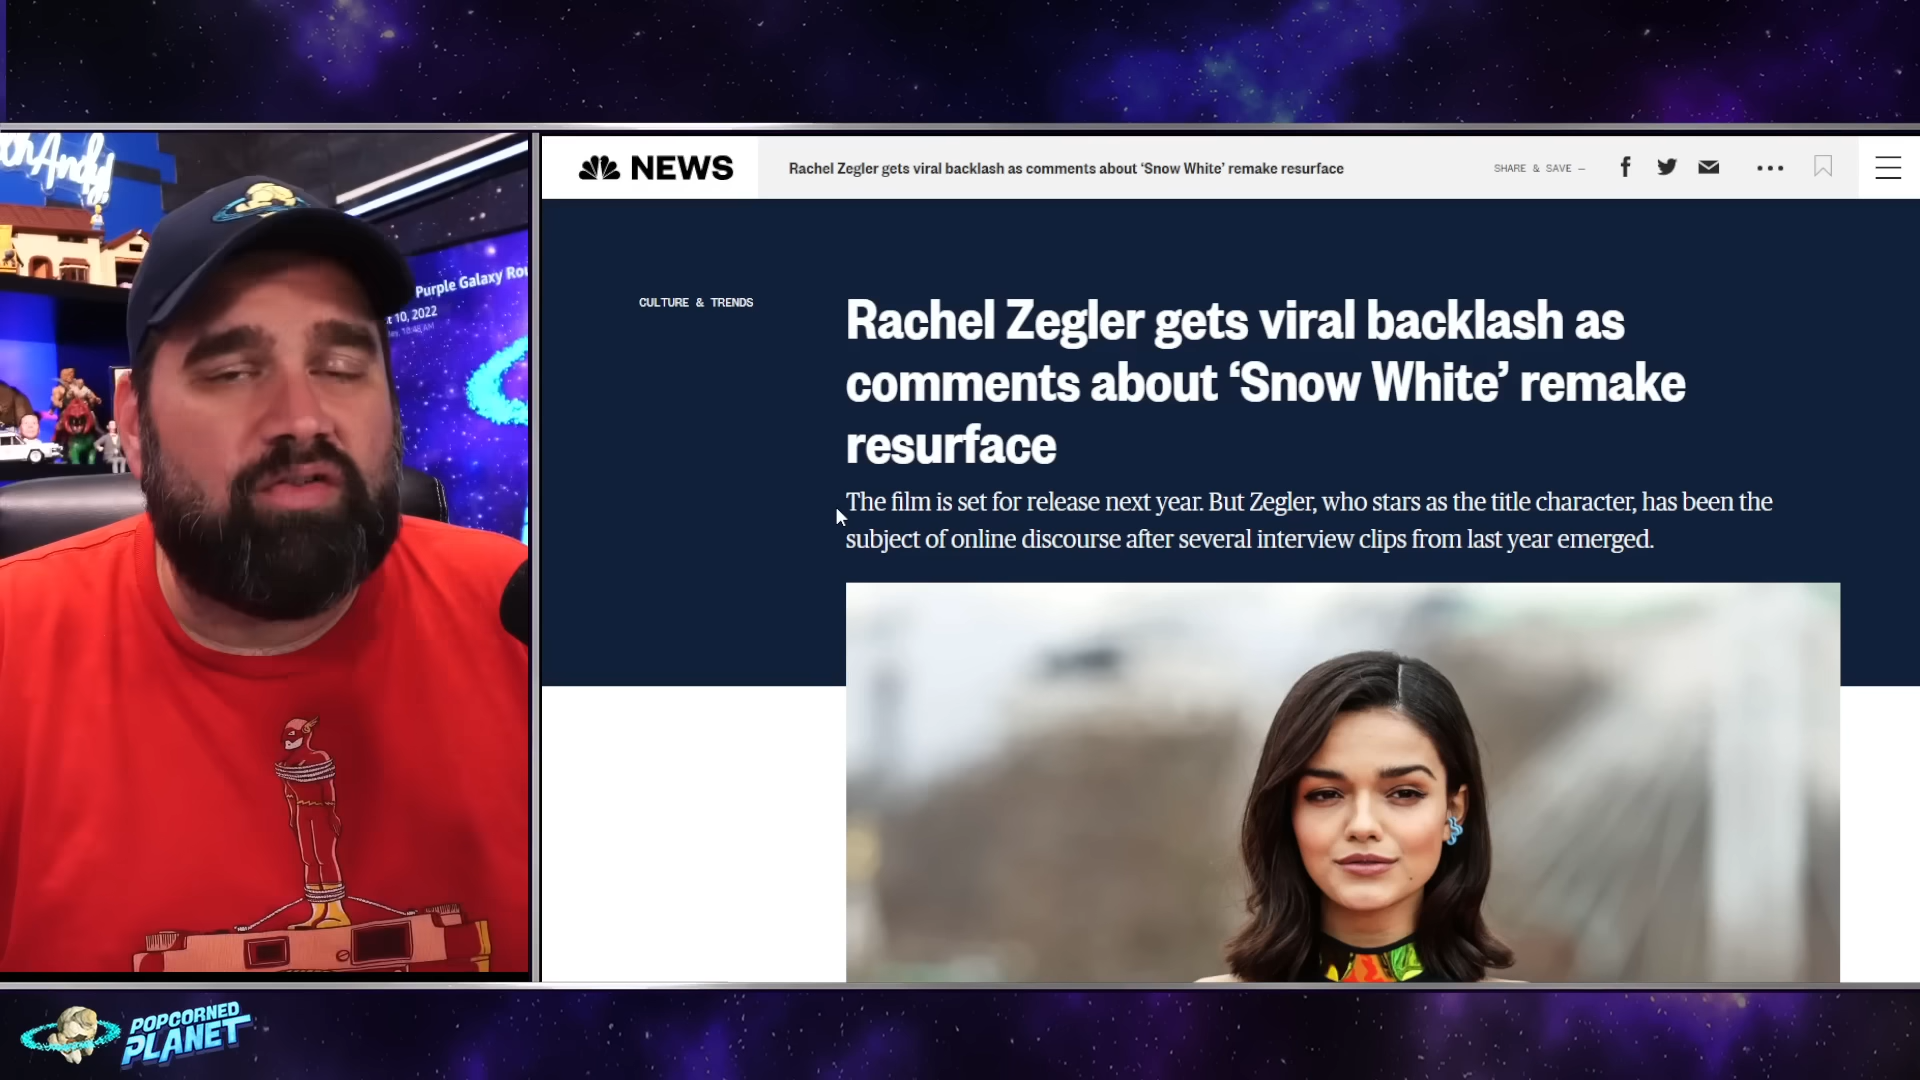 ohAndy!
Purple Galaxy Rou
t 10, 2022
NEWS
Rachel Zegler gets viral backlash as comments about ‘Snow White’ remake resurface
SHARE & SAVE —
CULTURE & TRENDS
Rachel Zegler gets viral backlash as
comments about ‘Snow White’ remake
resurface
The film is set for release next year. But Zegler, who stars as the title character, has been the
subject of online discourse after several interview clips from last year emerged.
POPCORNED
PLANET